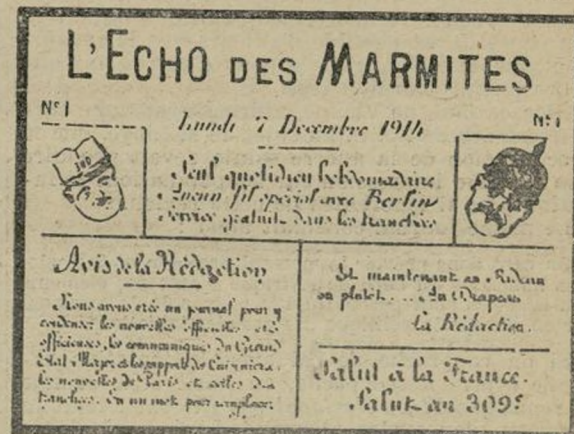 L'ECHO DES MARMITES
N° 1
Lundi 7 Decembre 1914
N° 1
Seul quotidien hebdomadaire
Aucun fil spécial avec Berlin
Service gratuit dans les tranchées
Avis de la Rédaction
Nous avons crée un journal pour y
condenser les nouvelles officielles et
officieuses, les communiqués du Grand
Etat-Major et les rapports des Cuisiniers
les nouvelles de Paris et celles des
tranchées. En un mot pour remplacer
Et maintenant au Rideau
ou plutôt... Au Drapeau
La Rédaction.
Salut à la France.
Salut au 309e